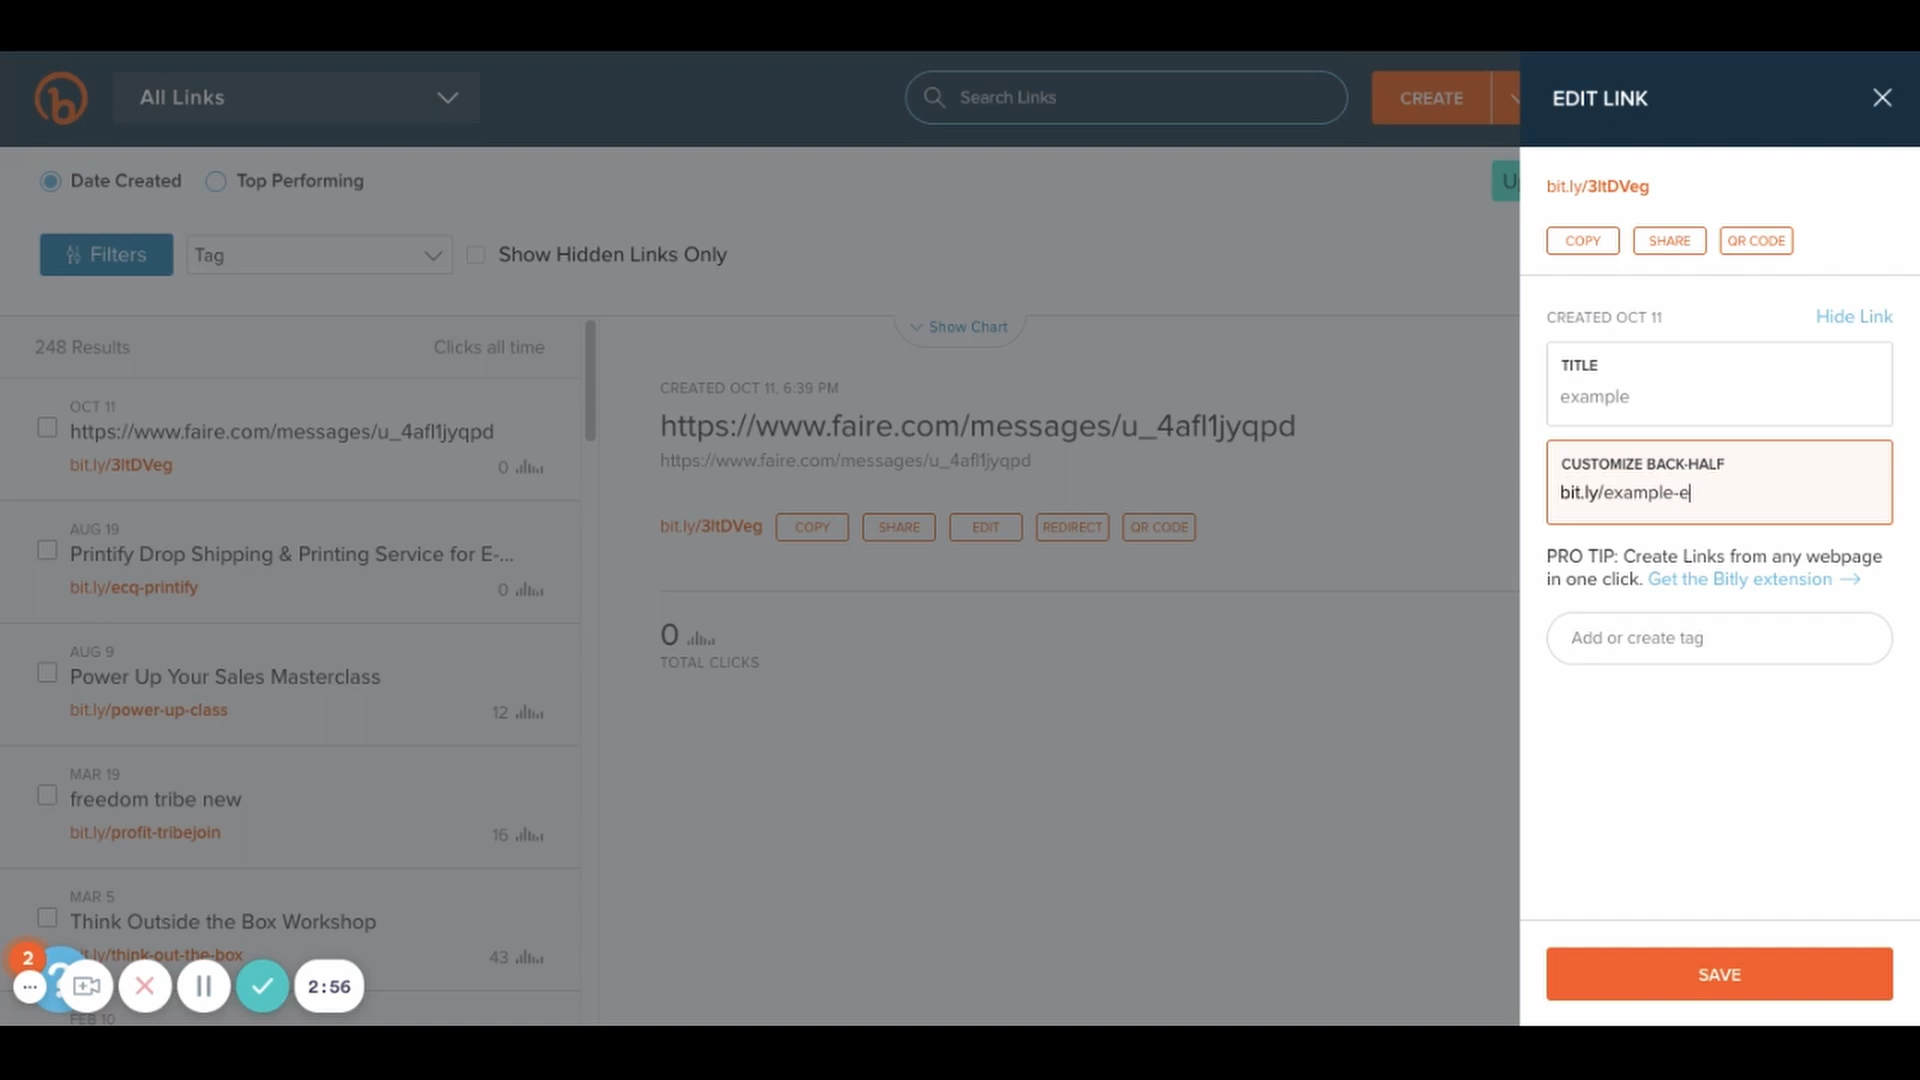 All Links
Search Links
CREATE
EDIT LINK
Date Created
Top Performing
bit.ly/3ltDVeg
COPY
SHARE
QR CODE
Filters
Tag
Show Hidden Links Only
Show Chart
248 Results
Clicks all time
OCT 11
https://www.faire.com/messages/u_4afl1jyqpd
bit.ly/3ltDVeg
0
AUG 19
Printify Drop Shipping & Printing Service for E-...
bit.ly/ecq-printify
0
AUG 9
Power Up Your Sales Masterclass
bit.ly/power-up-class
12
MAR 19
freedom tribe new
bit.ly/profit-tribejoin
16
MAR 5
Think Outside the Box Workshop
bit.ly/think-out-the-box
43
FEB 10
CREATED OCT 11, 6:39 PM
https://www.faire.com/messages/u_4afl1jyqpd
https://www.faire.com/messages/u_4afl1jyqpd
bit.ly/3ltDVeg
COPY
SHARE
EDIT
REDIRECT
QR CODE
0
TOTAL CLICKS
CREATED OCT 11
Hide Link
TITLE
example
CUSTOMIZE BACK-HALF
bit.ly/example-e
PRO TIP: Create Links from any webpage
in one click. Get the Bitly extension →
Add or create tag
SAVE
2
2:56